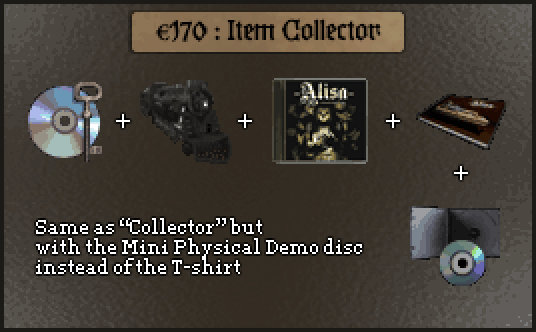 €170 : Item Collector
-Alisa-
Same as “Collector” but
with the Mini Physical Demo disc
instead of the T-shirt